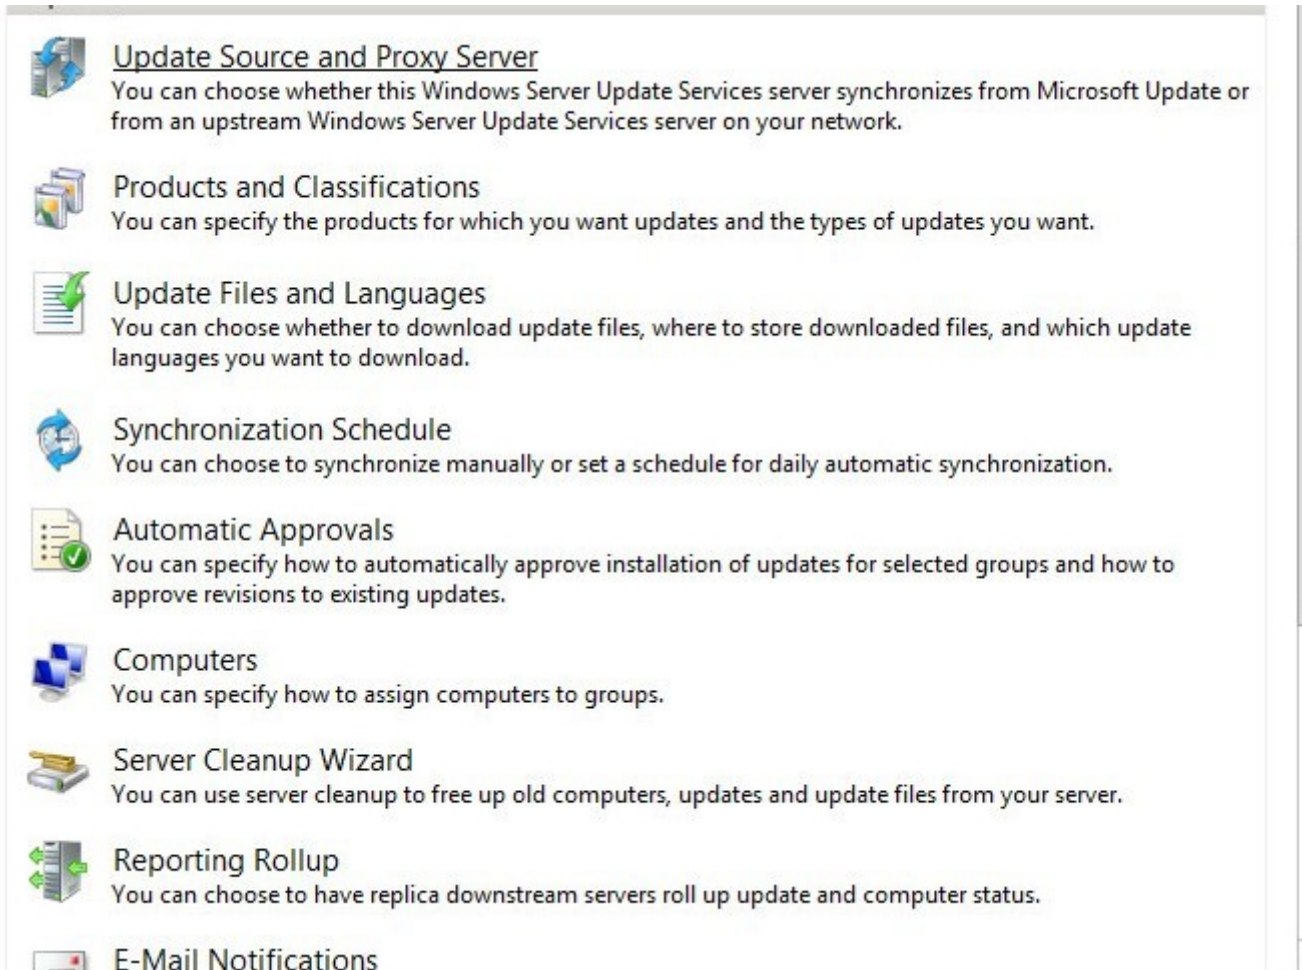 Update Source and Proxy Server
You can choose whether this Windows Server Update Services server synchronizes from Microsoft Update or
from an upstream Windows Server Update Services server on your network.
Products and Classifications
You can specify the products for which you want updates and the types of updates you want.
Update Files and Languages
You can choose whether to download update files, where to store downloaded files, and which update
languages you want to download.
Synchronization Schedule
You can choose to synchronize manually or set a schedule for daily automatic synchronization.
Automatic Approvals
You can specify how to automatically approve installation of updates for selected groups and how to
approve revisions to existing updates.
Computers
You can specify how to assign computers to groups.
Server Cleanup Wizard
You can use server cleanup to free up old computers, updates and update files from your server.
Reporting Rollup
You can choose to have replica downstream servers roll up update and computer status.
E-Mail Notifications